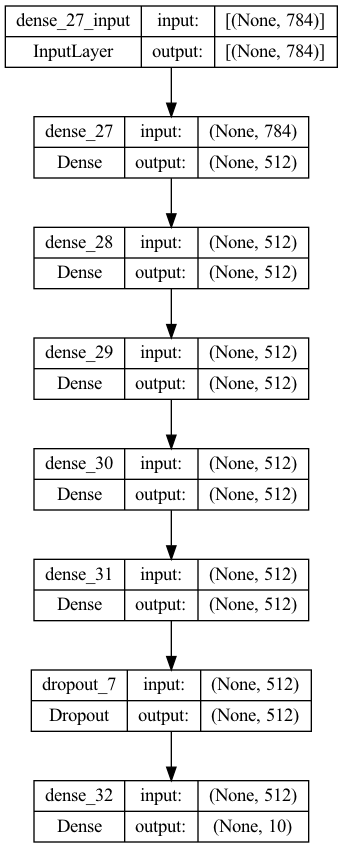 dense_27_input input: [(None, 784)]
InputLayer output: [(None, 784)]
dense_27 input: (None, 784)
Dense output: (None, 512)
dense_28 input: (None, 512)
Dense output: (None, 512)
dense_29 input: (None, 512)
Dense output: (None, 512)
dense_30 input: (None, 512)
Dense output: (None, 512)
dense_31 input: (None, 512)
Dense output: (None, 512)
dropout_7 input: (None, 512)
Dropout output: (None, 512)
dense_32 input: (None, 512)
Dense output: (None, 10)